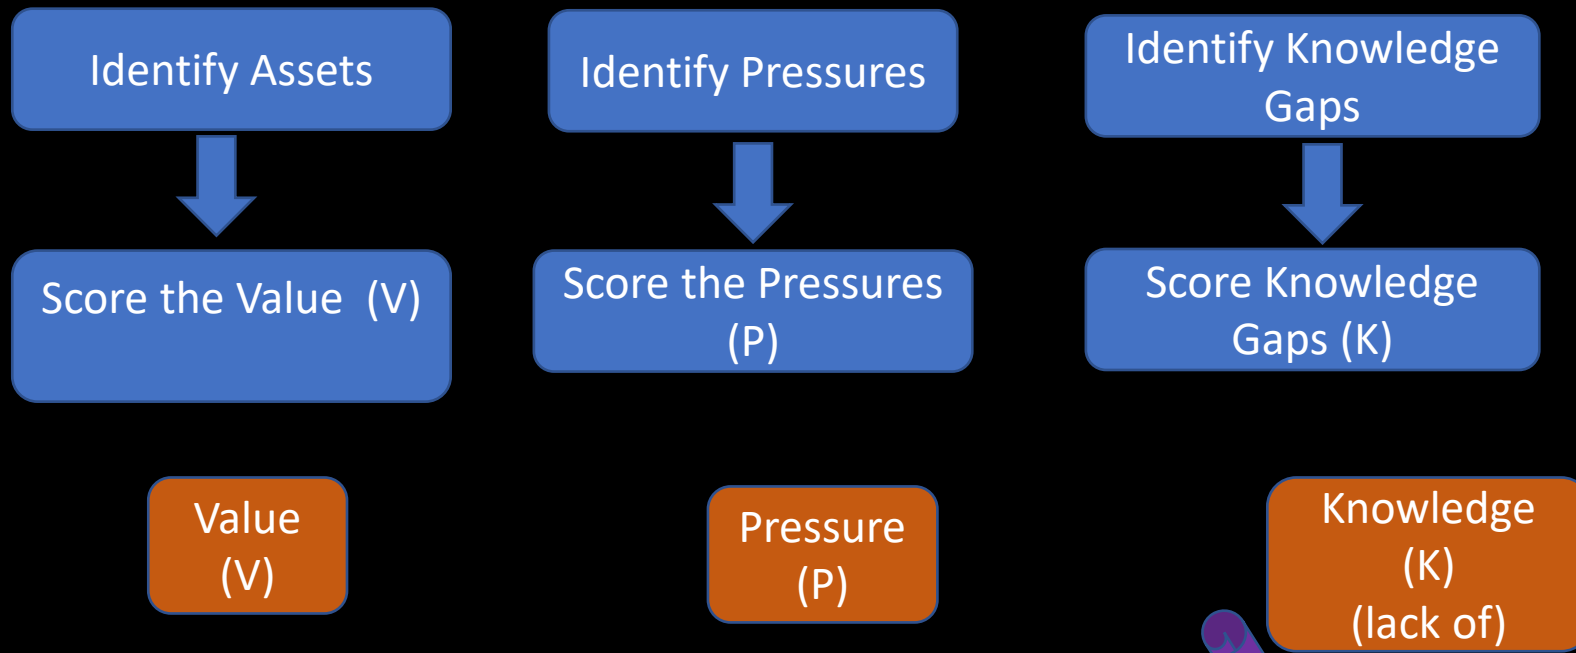 Identify Assets
Identify Pressures
Identify Knowledge
Gaps
Score the Value  (V)
Score the Pressures
(P)
Score Knowledge
Gaps (K)
Value
(V)
Pressure
(P)
Knowledge
(K)
(lack of)